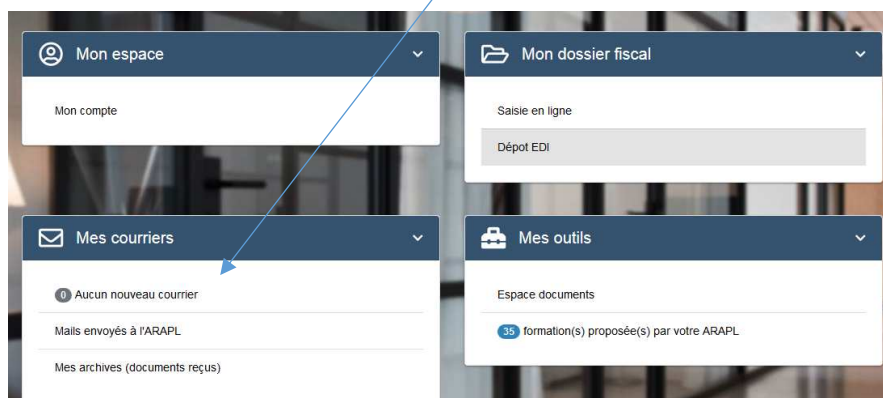 Mon espace
Mon compte
Mon dossier fiscal
Saisie en ligne
Dépot EDI
Mes courriers
0 Aucun nouveau courrier
Mails envoyés à l'ARAPL
Mes archives (documents reçus)
Mes outils
Espace documents
35 formation(s) proposée(s) par votre ARAPL